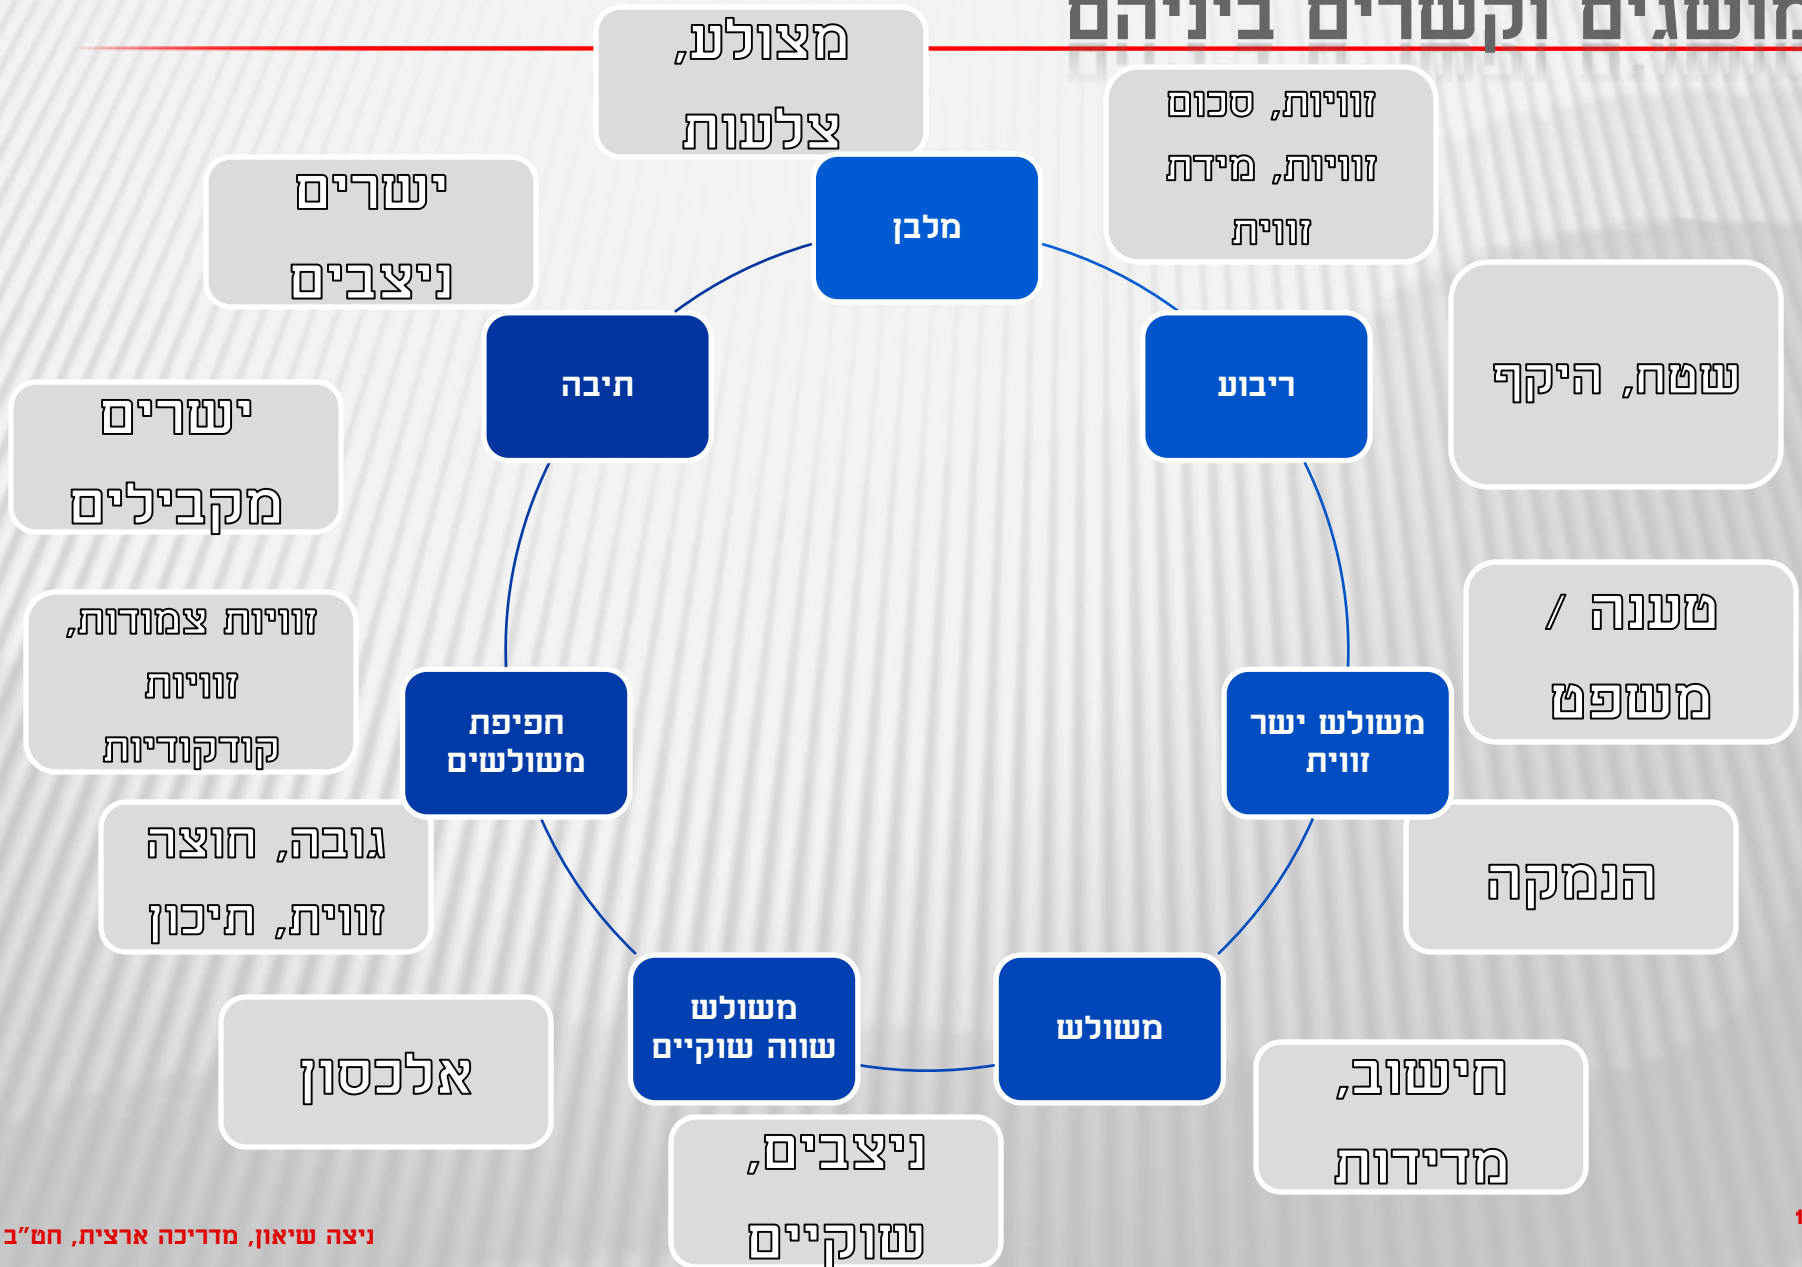 מושגים וקשרים ביניהם
מצולע,
צלעות
זוויות, סכום
זוויות, מידת
זווית
ישרים
ניצבים
מלבן
תיבה
ריבוע
שטח, היקף
ישרים
מקבילים
טענה /
משפט
זוויות צמודות,
זוויות
קודקודיות
חפיפת
משולשים
משולש ישר
זווית
גובה, חוצה
זווית, תיכון
הנמקה
משולש
שווה שוקיים
משולש
אלכסון
חישוב,
מדידות
ניצבים,
שוקיים
ניצה שיאון, מדריכה ארצית, חט"ב
1